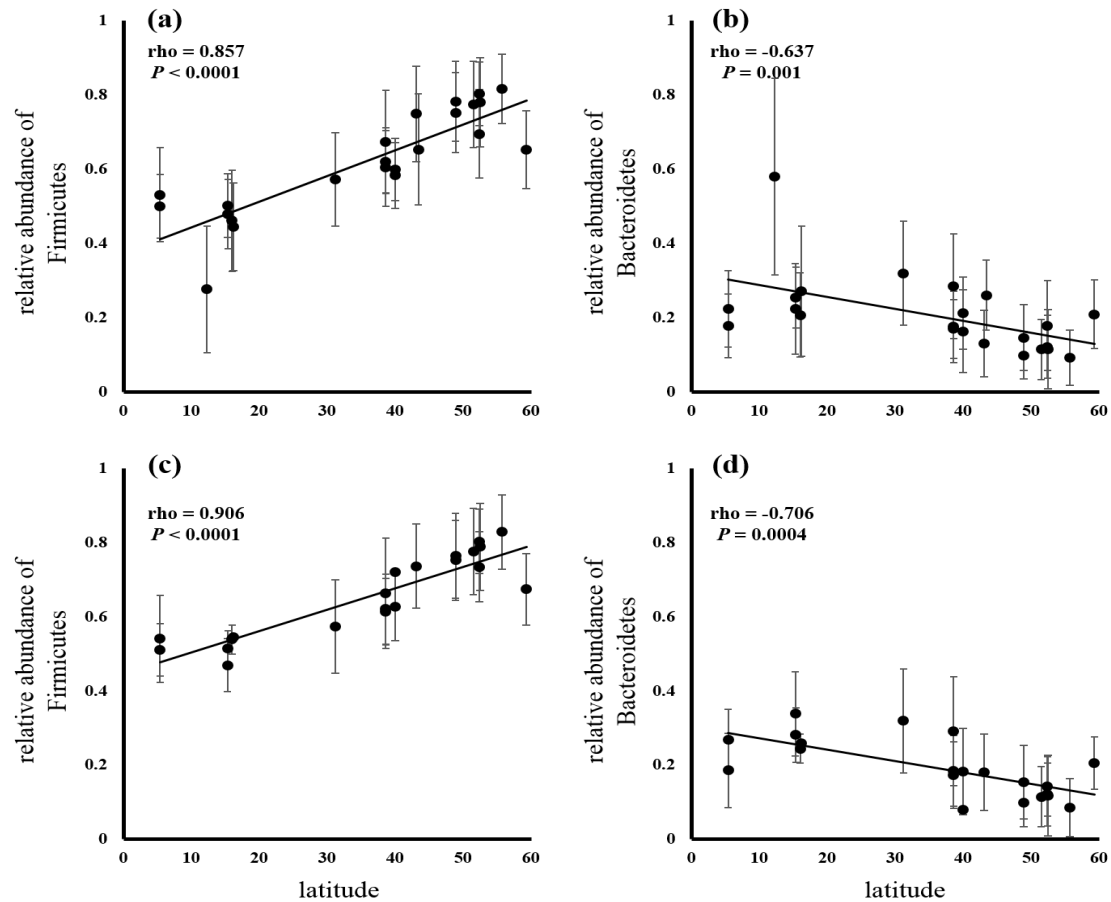 (a)
rho = 0.857
P < 0.0001
relative abundance of
Firmicutes
1
0.8
0.6
0.4
0.2
0
0 10 20 30 40 50 60
(b)
rho = -0.637
P = 0.001
relative abundance of
Bacteroidetes
1
0.8
0.6
0.4
0.2
0
0 10 20 30 40 50 60
(c)
rho = 0.906
P < 0.0001
relative abundance of
Firmicutes
1
0.8
0.6
0.4
0.2
0
0 10 20 30 40 50 60
latitude
(d)
rho = -0.706
P = 0.0004
relative abundance of
Bacteroidetes
1
0.8
0.6
0.4
0.2
0
0 10 20 30 40 50 60
latitude